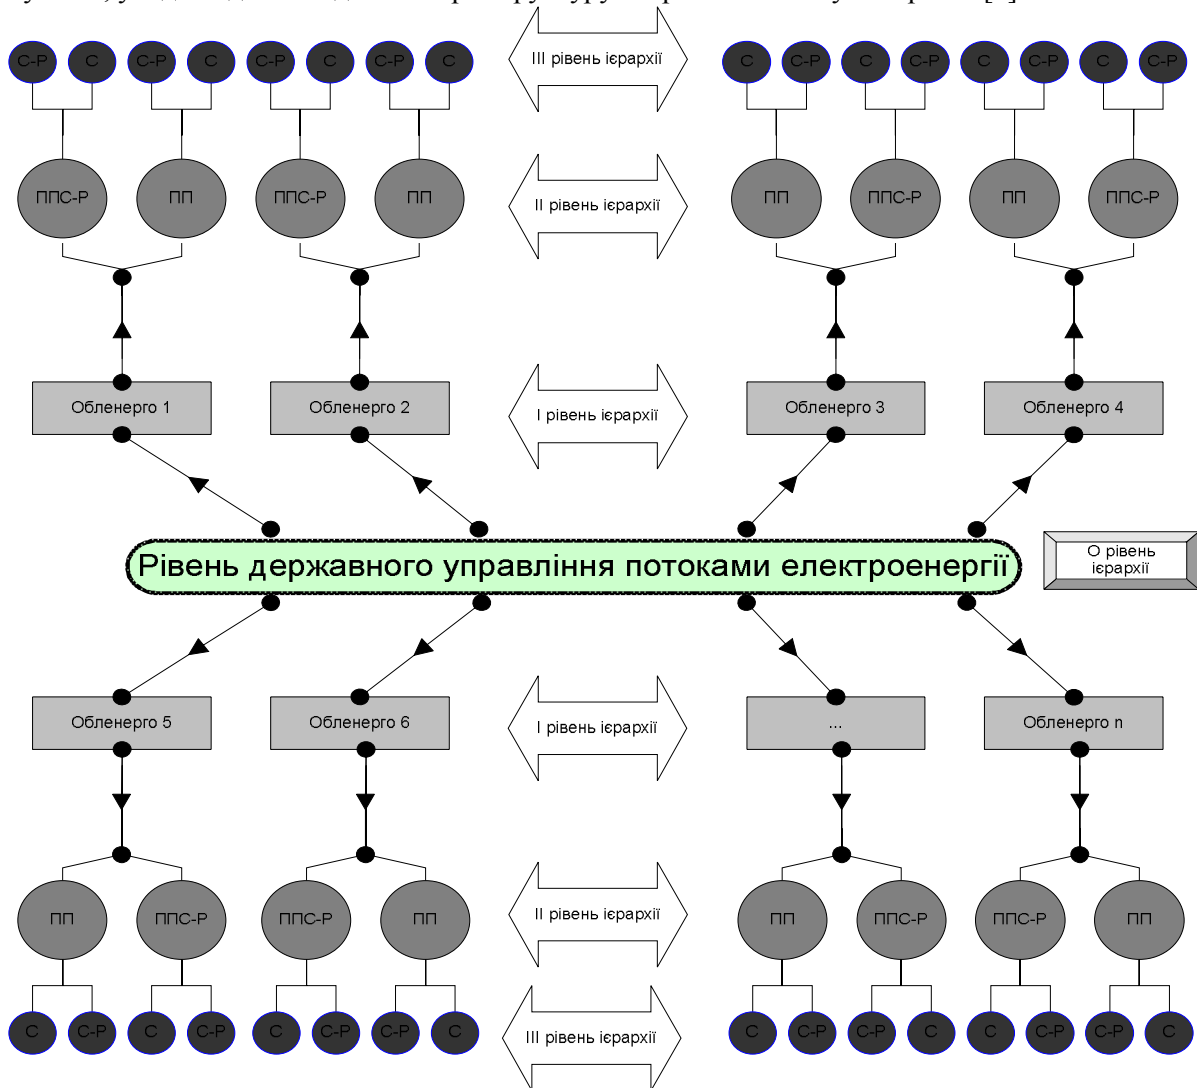 С-Р С С-Р С С-Р С С-Р С
III рівень ієрархії
С С-Р С С-Р С С-Р С С-Р
ППС-Р ПП ППС-Р ПП
II рівень ієрархії
ПП ППС-Р ПП ППС-Р
Обленерго 1 Обленерго 2
I рівень ієрархії
Обленерго 3 Обленерго 4
Рівень державного управління потоками електроенергії
О рівень
ієрархії
Обленерго 5 Обленерго 6
I рівень ієрархії
... Обленерго n
ПП ППС-Р ППС-Р ПП
II рівень ієрархії
ПП ППС-Р ППС-Р ПП
С С-Р С С-Р С С-Р С-Р С
III рівень ієрархії
С С-Р С-Р С С С-Р С-Р С